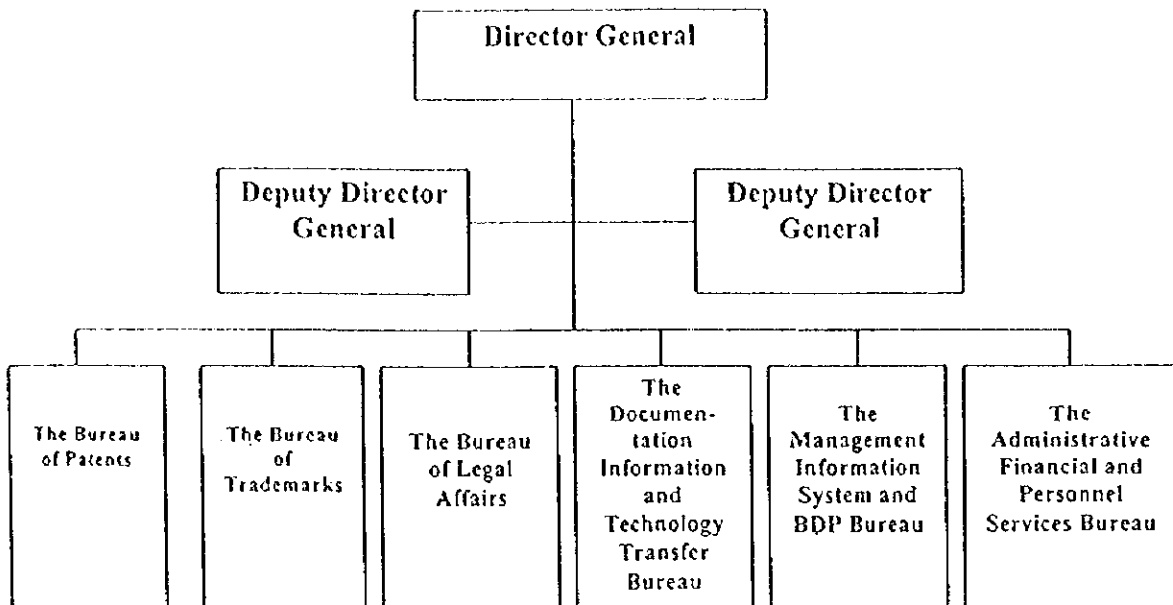 Director General
Deputy Director
General
Deputy Director
General
The Bureau
of Patents
The Bureau
of
Trademarks
The Bureau
of Legal
Affairs
The
Documen-
tation
Information
and
Technology
Transfer
Bureau
The
Management
Information
System and
BDP Bureau
The
Administrative
Financial and
Personnel
Services Bureau